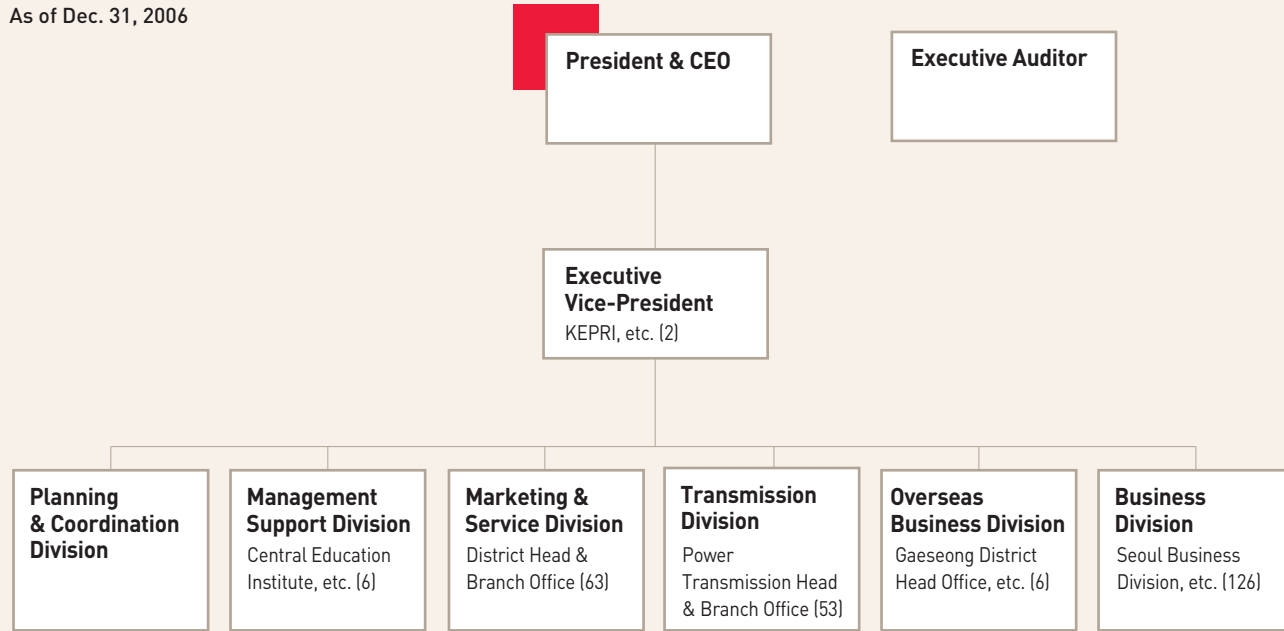 As of Dec. 31, 2006
President & CEO
Executive Auditor
Executive
Vice-President
KEPRI, etc. (2)
Planning
& Coordination
Division
Management
Support Division
Central Education
Institute, etc. (6)
Marketing &
Service Division
District Head &
Branch Office (63)
Transmission
Division
Power
Transmission Head
& Branch Office (53)
Overseas
Business Division
Gaeseong District
Head Office, etc. (6)
Business
Division
Seoul Business
Division, etc. (126)